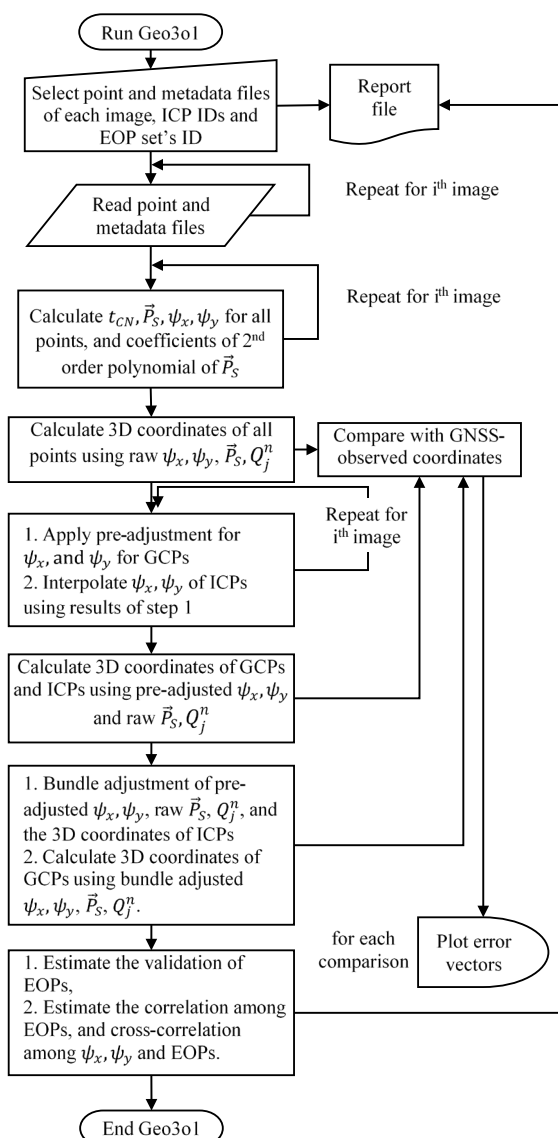 Run Geo3o1
Select point and metadata files
of each image, ICP IDs and
EOP set's ID
Report
file
Repeat for iᵗʰ image
Read point and
metadata files
Repeat for iᵗʰ image
Calculate t_CN, P⃗_S, ψ_x, ψ_y for all
points, and coefficients of 2ⁿᵈ
order polynomial of P⃗_S
Calculate 3D coordinates of all
points using raw ψ_x, ψ_y, P⃗_S, Q_j^n
Compare with GNSS-
observed coordinates
Repeat for
iᵗʰ image
1. Apply pre-adjustment for
ψ_x, and ψ_y for GCPs
2. Interpolate ψ_x, ψ_y of ICPs
using results of step 1
Calculate 3D coordinates of GCPs
and ICPs using pre-adjusted ψ_x, ψ_y
and raw P⃗_S, Q_j^n
1. Bundle adjustment of pre-
adjusted ψ_x, ψ_y, raw P⃗_S, Q_j^n, and
the 3D coordinates of ICPs
2. Calculate 3D coordinates of
GCPs using bundle adjusted
ψ_x, ψ_y, P⃗_S, Q_j^n.
for each
comparison
Plot error
vectors
1. Estimate the validation of
EOPs,
2. Estimate the correlation among
EOPs, and cross-correlation
among ψ_x, ψ_y and EOPs.
End Geo3o1